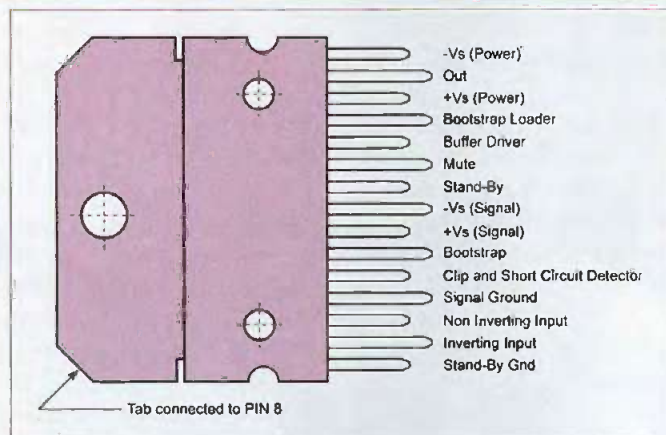 -Vs (Power)
Out
+Vs (Power)
Bootstrap Loader
Buffer Driver
Mute
Stand-By
-Vs (Signal)
+Vs (Signal)
Bootstrap
Clip and Short Circuit Detector
Signal Ground
Non Inverting Input
Inverting Input
Stand-By Gnd
Tab connected to PIN 8